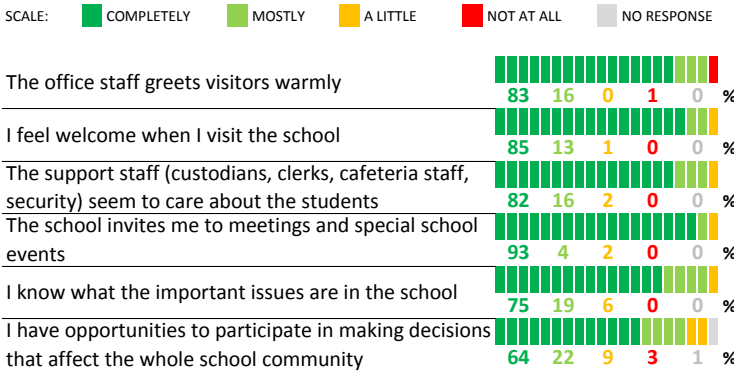 SCALE: COMPLETELY MOSTLY A LITTLE NOT AT ALL NO RESPONSE
The office staff greets visitors warmly
83 16 0 1 0 %
I feel welcome when I visit the school
85 13 1 0 0 %
The support staff (custodians, clerks, cafeteria staff,
security) seem to care about the students
82 16 2 0 0 %
The school invites me to meetings and special school
events
93 4 2 0 0 %
I know what the important issues are in the school
75 19 6 0 0 %
I have opportunities to participate in making decisions
that affect the whole school community
64 22 9 3 1 %